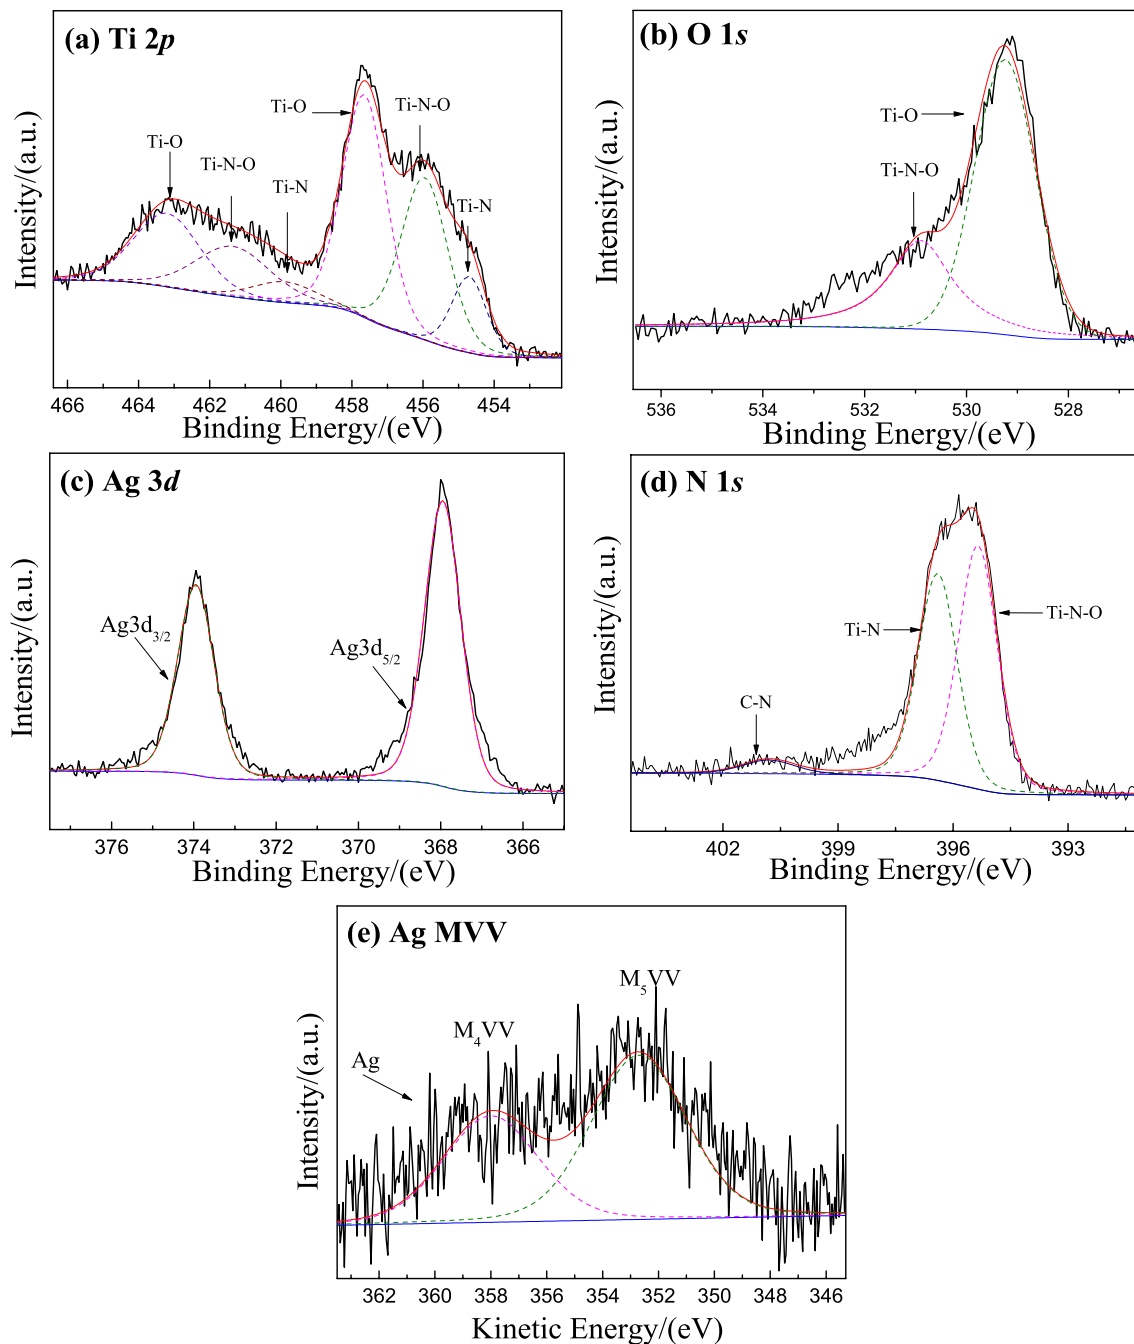 (a) Ti 2p
Ti-O
Ti-N-O
Ti-O
Ti-N-O
Ti-N
Ti-N
Intensity/(a.u.)
466 464 462 460 458 456 454
Binding Energy/(eV)
(b) O 1s
Ti-O
Ti-N-O
Intensity/(a.u.)
536 534 532 530 528
Binding Energy/(eV)
(c) Ag 3d
Ag3d3/2
Ag3d5/2
Intensity/(a.u.)
376 374 372 370 368 366
Binding Energy/(eV)
(d) N 1s
Ti-N-O
Ti-N
C-N
Intensity/(a.u.)
402 399 396 393
Binding Energy/(eV)
(e) Ag MVV
M5VV
M4VV
Ag
Intensity/(a.u.)
362 360 358 356 354 352 350 348 346
Kinetic Energy/(eV)